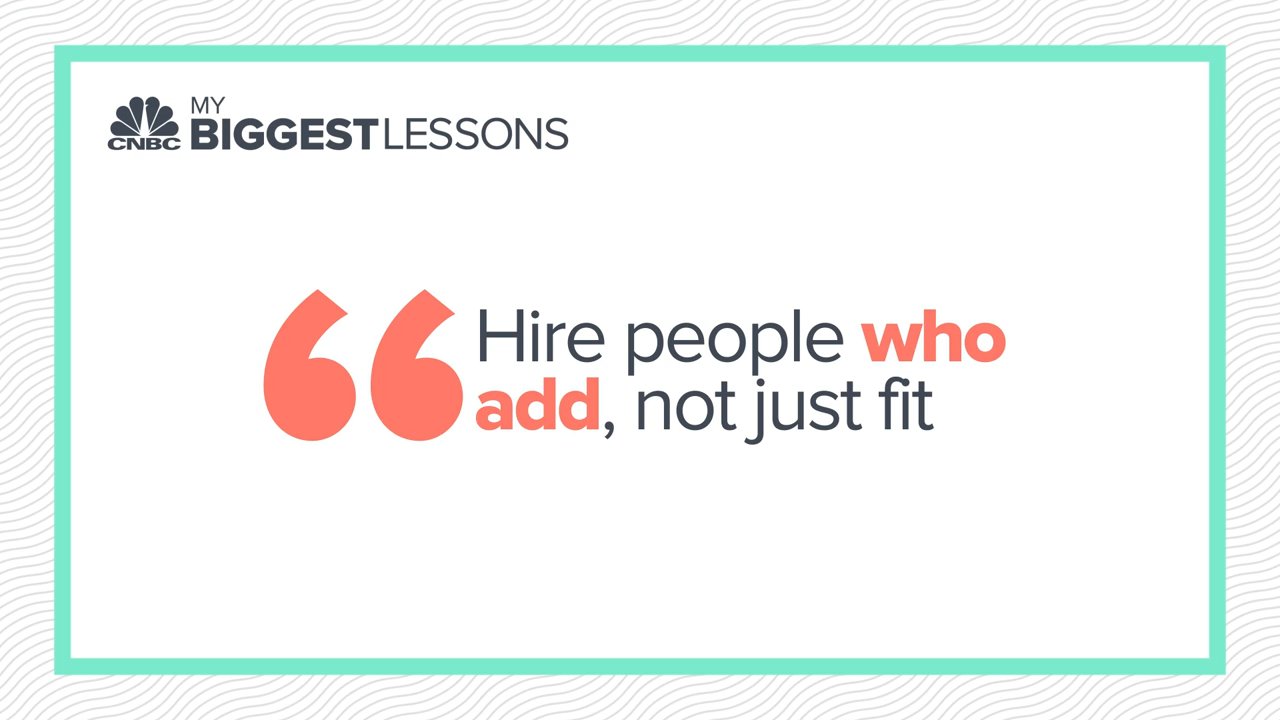 CNBC
MY
BIGGEST LESSONS
“Hire people who
add, not just fit